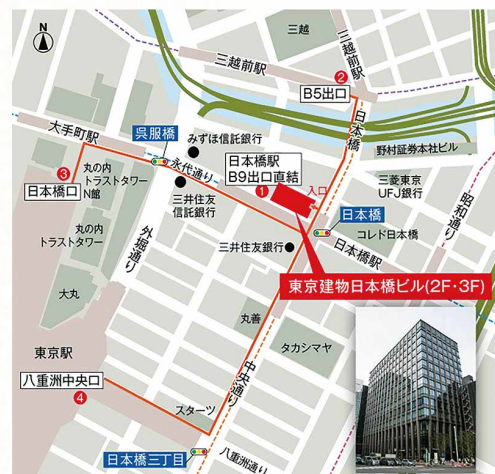 N
三越
三越前駅
三越前駅
2
B5出口
大手町駅
呉服橋
みずほ信託銀行
日本橋
野村証券本社ビル
永代通り
日本橋駅
B9出口直結
1
入口
三菱東京
UFJ銀行
3
日本橋口
丸の内
トラストタワー
N館
三井住友
信託銀行
昭和通り
日本橋
コレド日本橋
日本橋駅
丸の内
トラストタワー
外堀通り
三井住友銀行
東京建物日本橋ビル(2F・3F)
大丸
丸善
タカシマヤ
東京駅
中央通り
八重洲中央口
4
スターツ
日本橋三丁目
八重洲通り